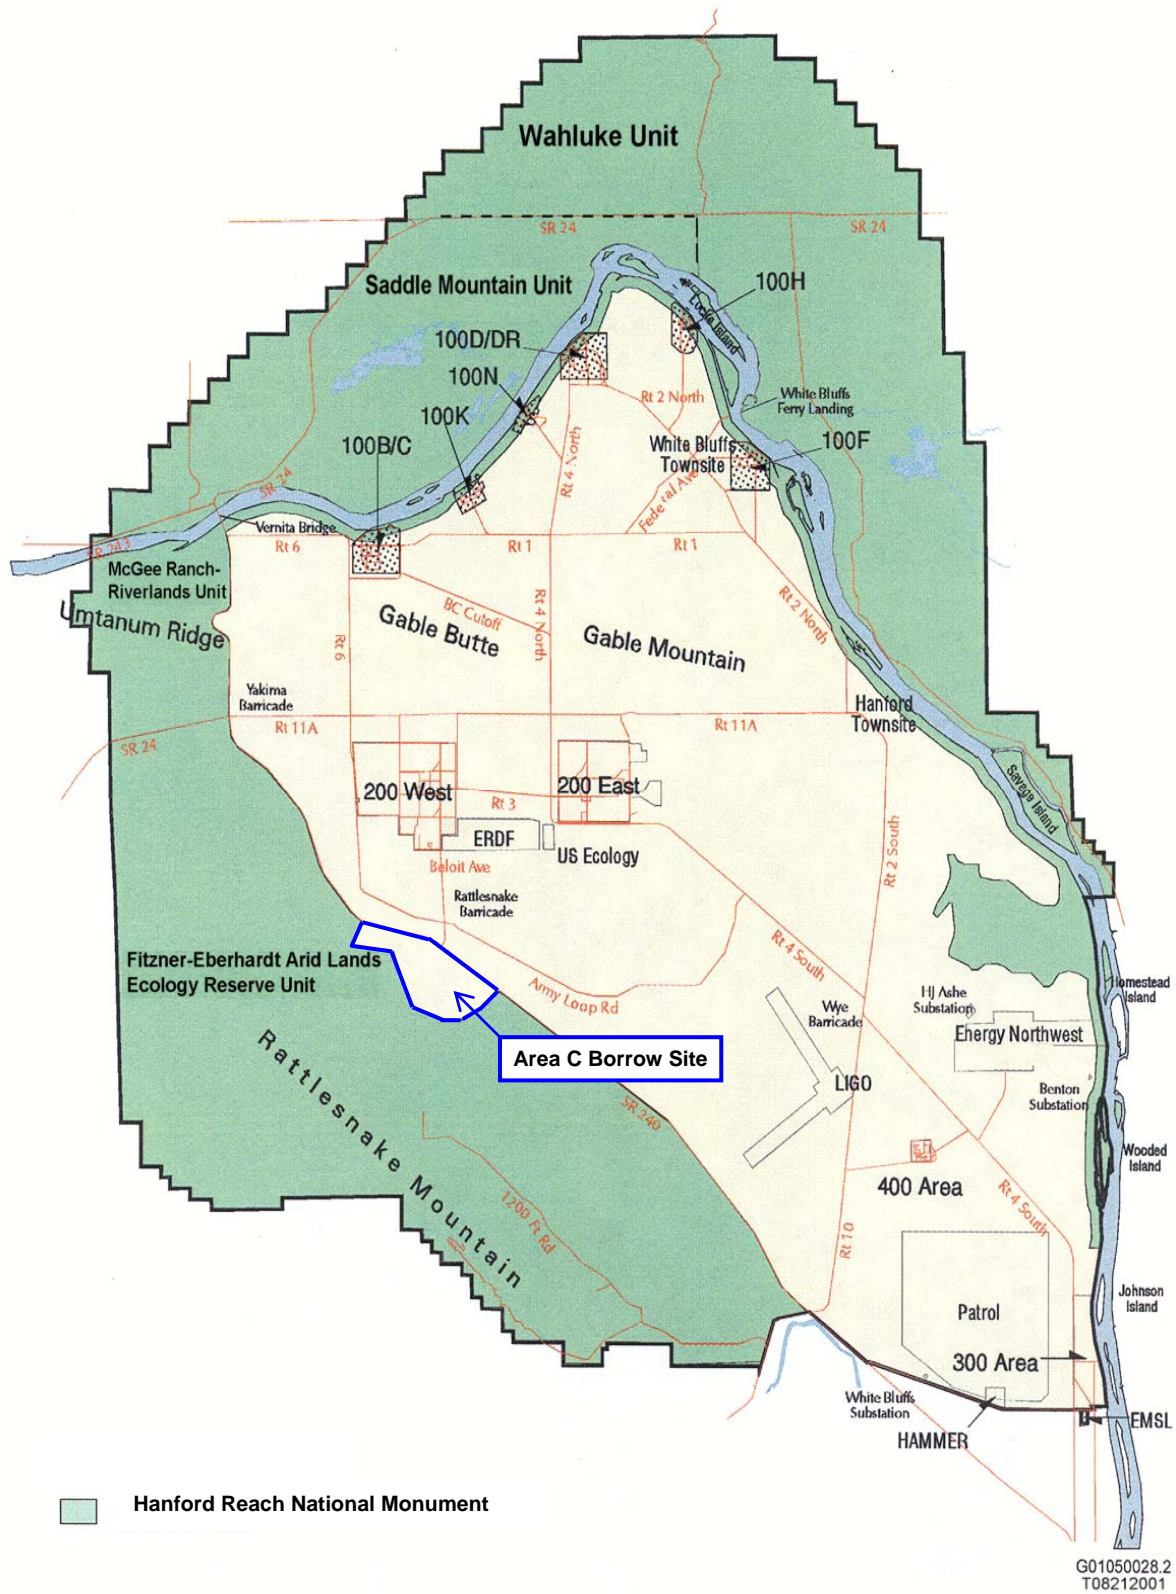 Wahluke Unit
SR 24
SR 24
Saddle Mountain Unit
100H
Locke Island
100D/DR
100N
Rt 2 North
White Bluffs
Ferry Landing
100K
100B/C
White Bluffs
Townsite
100F
Rt 4 North
Federal Ave
SR 24
Vernita Bridge
SR 243
Rt 6
Rt 1
Rt 1
McGee Ranch-
Riverlands Unit
Umtanum Ridge
BC Cutoff
Gable Butte
Rt 4 North
Gable Mountain
Rt 2 North
Rt 6
Yakima
Barricade
Hanford
Townsite
Rt 11A
Rt 11A
SR 24
200 West
200 East
Rt 3
Savage Island
ERDF
US Ecology
Rt 2 South
Beloit Ave
Rattlesnake
Barricade
Fitzner-Eberhardt Arid Lands
Ecology Reserve Unit
Rt 4 South
Army Loop Rd
Homestead
Island
HJ Ashe
Substation
Wye
Barricade
Energy Northwest
Area C Borrow Site
Rattlesnake Mountain
LIGO
Benton
Substation
SR 240
Wooded
Island
400 Area
Rt 4 South
1200 Ft Rd
Rt 10
Johnson
Island
Patrol
300 Area
White Bluffs
Substation
EMSL
HAMMER
Hanford Reach National Monument
G01050028.2
T08212001